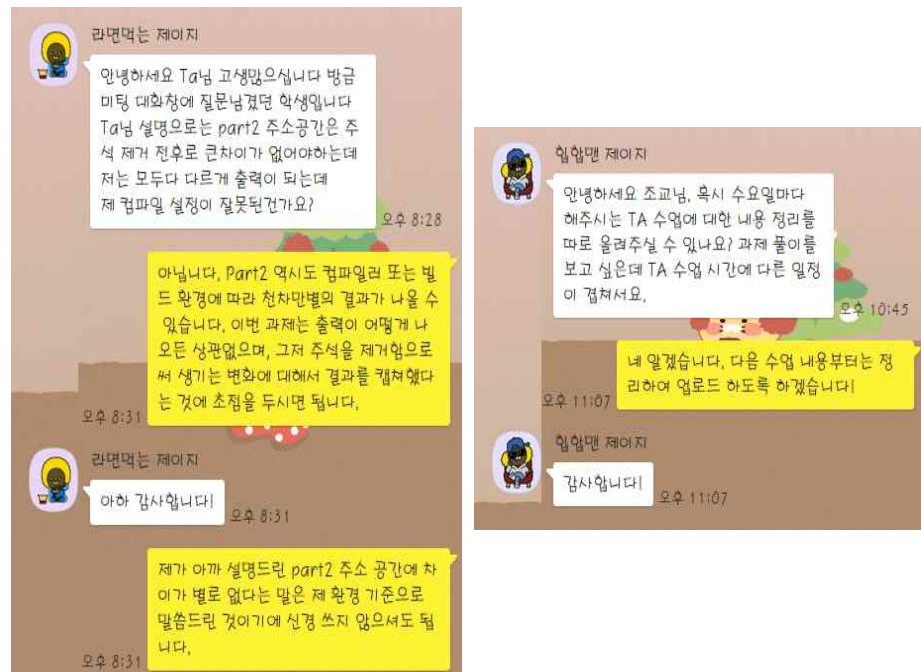 라면먹는 제이지
안녕하세요 Ta님 고생많으십니다 방금
미팅 대화창에 질문남겼던 학생입니다
Ta님 설명으로는 part2 주소공간은 주
석 제거 전후로 큰차이가 없어야하는데
저는 모두다 다르게 출력이 되는데
제 컴파일 설정이 잘못된건가요?
오후 8:28
아닙니다. Part2 역시도 컴파일러 또는 빌
드 환경에 따라 천차만별의 결과가 나올 수
있습니다. 이번 과제는 출력이 어떻게 나
오든 상관없으며, 그저 주석을 제거함으로
써 생기는 변화에 대해서 결과를 캡쳐했다
는 것에 초점을 두시면 됩니다.
오후 8:31
라면먹는 제이지
아하 감사합니다!
오후 8:31
제가 아까 설명드린 part2 주소 공간에 차
이가 별로 없다는 말은 제 환경 기준으로
말씀드린 것이기에 신경 쓰지 않으셔도 됩
니다.
오후 8:31
힙합맨 제이지
안녕하세요 조교님, 혹시 수요일마다
해주시는 TA 수업에 대한 내용 정리를
따로 올려주실 수 있나요? 과제 풀이를
보고 싶은데 TA 수업 시간에 다른 일정
이 겹쳐서요.
오후 10:45
네 알겠습니다. 다음 수업 내용부터는 정
리하여 업로드 하도록 하겠습니다!
오후 11:07
힙합맨 제이지
감사합니다!
오후 11:07